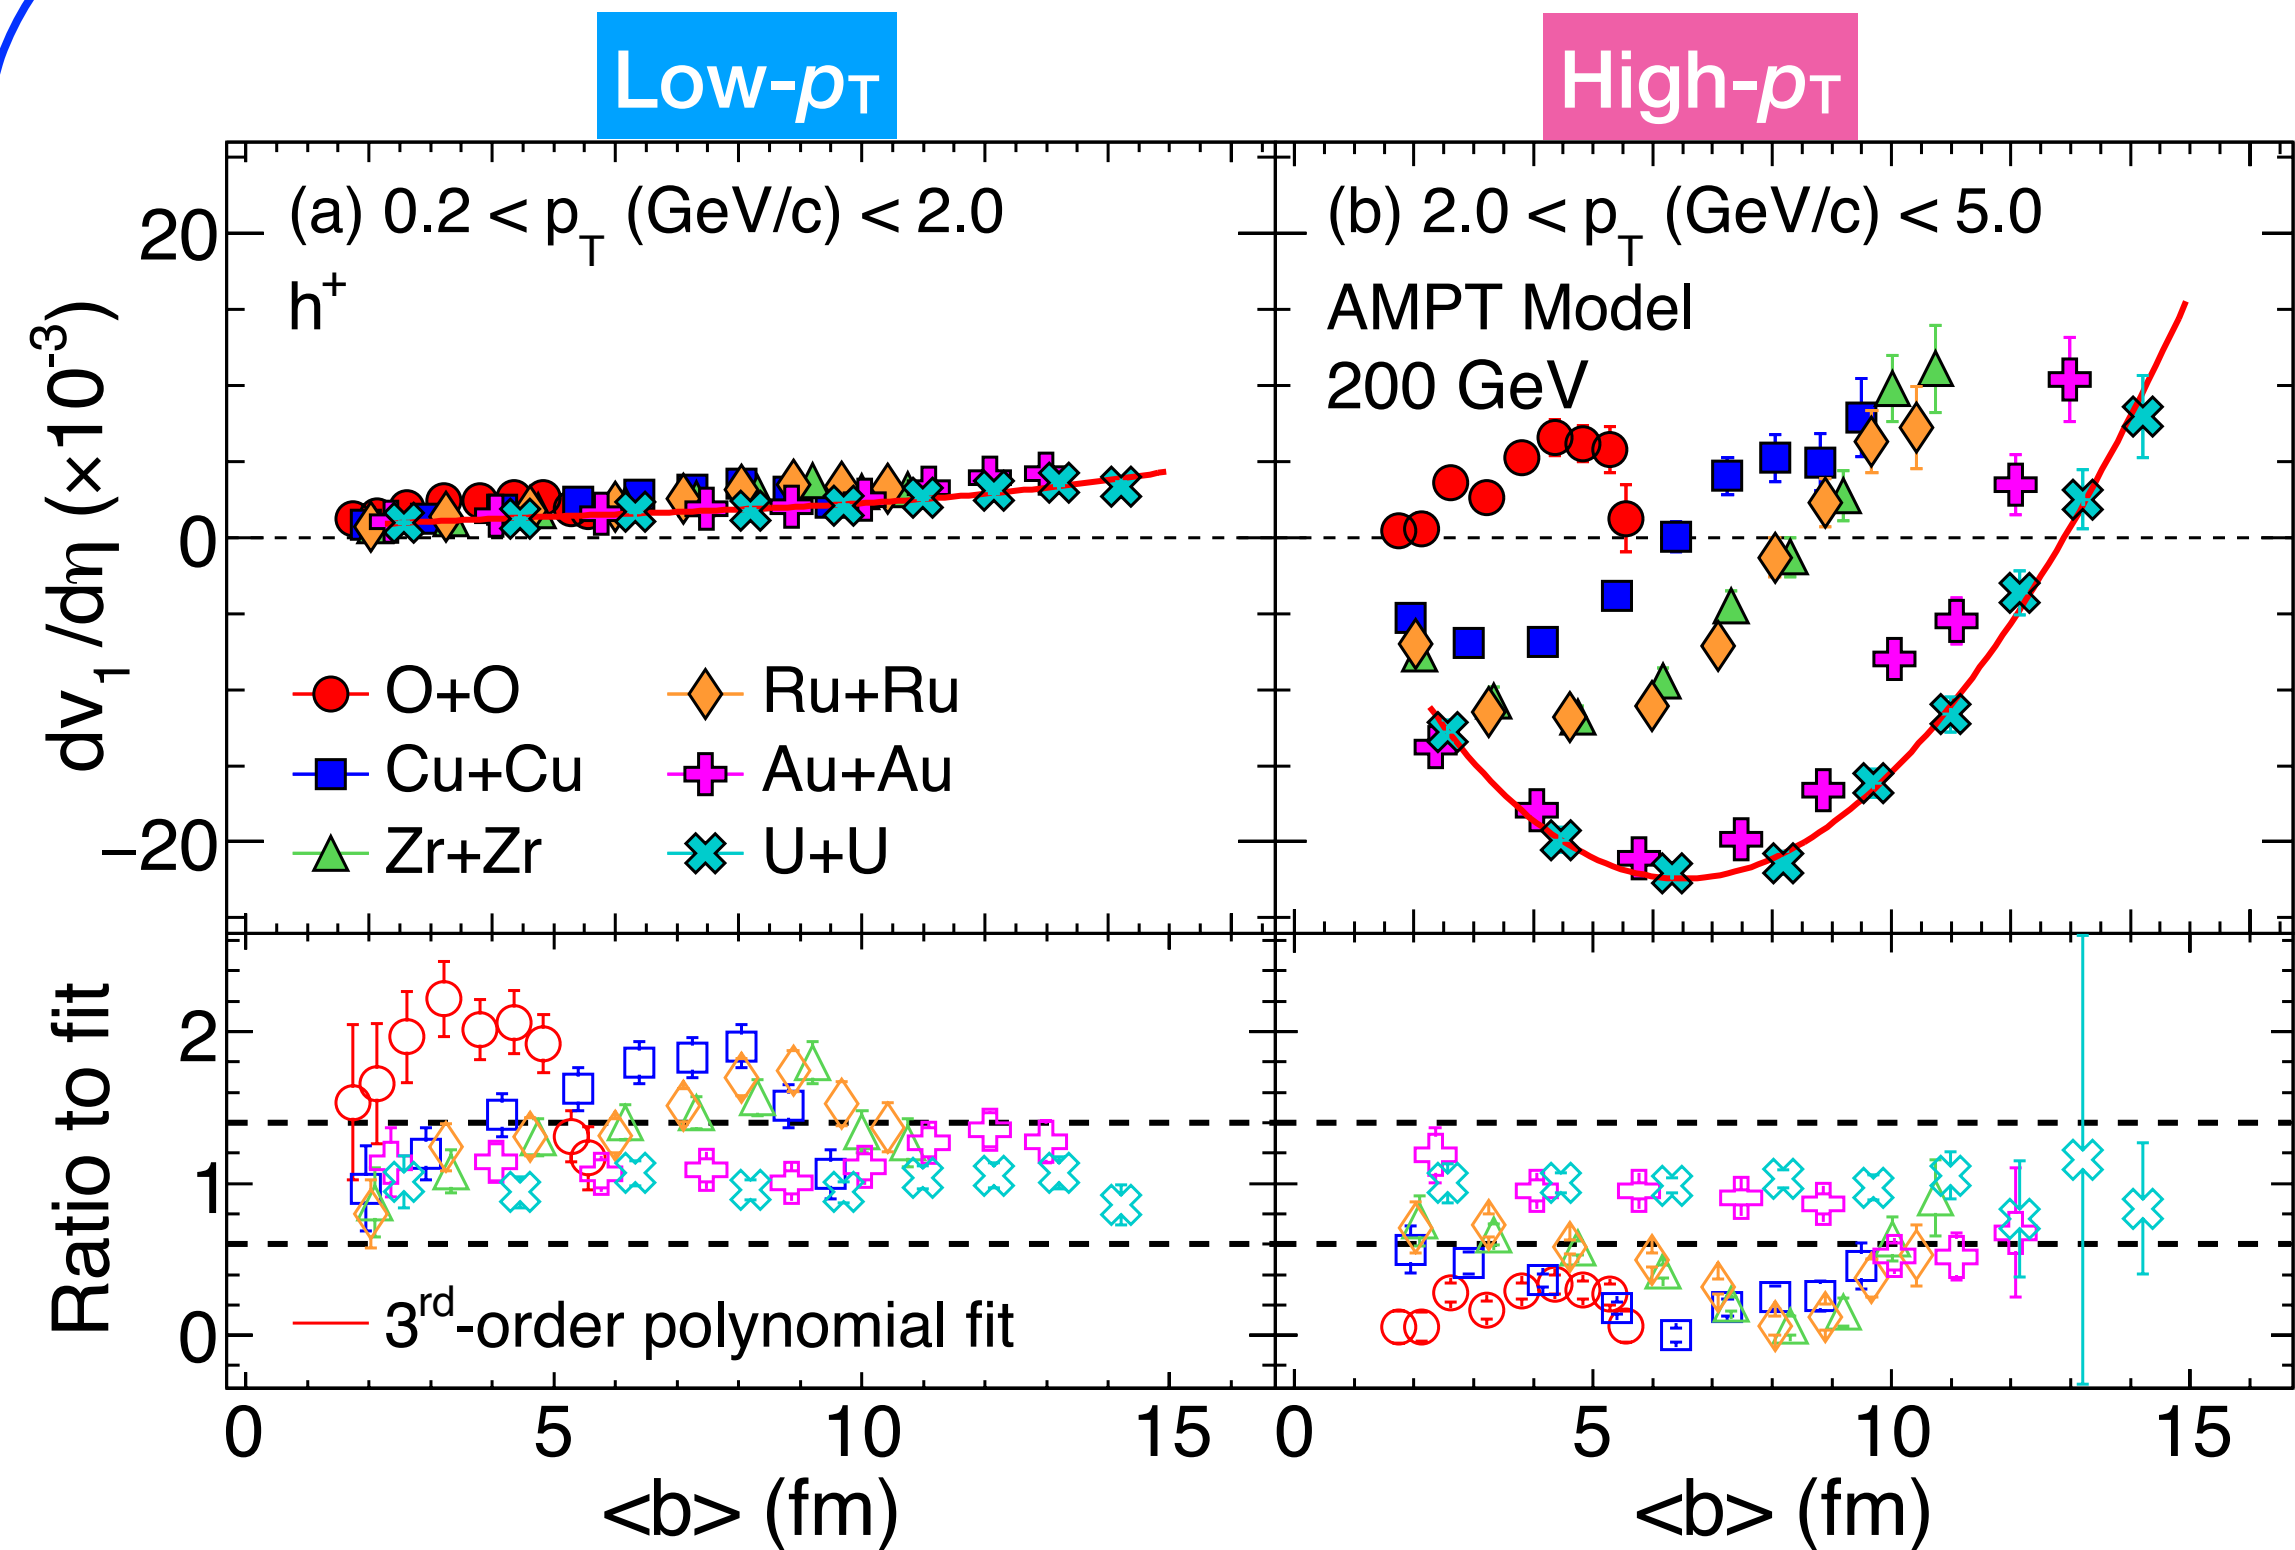 Low-pT
High-pT
(a) 0.2 < pT (GeV/c) < 2.0
h+
(b) 2.0 < pT (GeV/c) < 5.0
AMPT Model
200 GeV
20
0
−20
dv1/dη (×10-3)
O+O
Cu+Cu
Zr+Zr
Ru+Ru
Au+Au
U+U
2
1
0
Ratio to fit
3rd-order polynomial fit
0 5 10 15
0 5 10 15
<b> (fm)
<b> (fm)